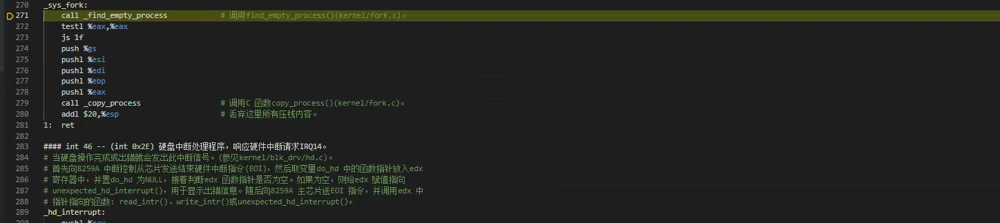 270 _sys_fork:
271 call _find_empty_process # 调用find_empty_process()(kernel/fork.c)。
272 testl %eax,%eax
273 js 1f
274 push %gs
275 pushl %esi
276 pushl %edi
277 pushl %ebp
278 pushl %eax
279 call _copy_process # 调用C 函数copy_process()(kernel/fork.c)。
280 addl $20,%esp # 丢弃这里所有压栈内容。
281 1: ret
282
283 #### int 46 -- (int 0x2E) 硬盘中断处理程序，响应硬件中断请求IRQ14。
284 # 当硬盘操作完成或出错就会发出此中断信号。(参见kernel/blk_drv/hd.c)。
285 # 首先向8259A 中断控制从芯片发送结束硬件中断指令(EOI)，然后取变量do_hd 中的函数指针放入edx
286 # 寄存器中，并置do_hd 为NULL，接着判断edx 函数指针是否为空。如果为空，则给edx 赋值指向
287 # unexpected_hd_interrupt()，用于显示出错信息。随后向8259A 主芯片送EOI 指令，并调用edx 中
288 # 指针指向的函数: read_intr()、write_intr()或unexpected_hd_interrupt()。
289 _hd_interrupt:
290 pushl %eax